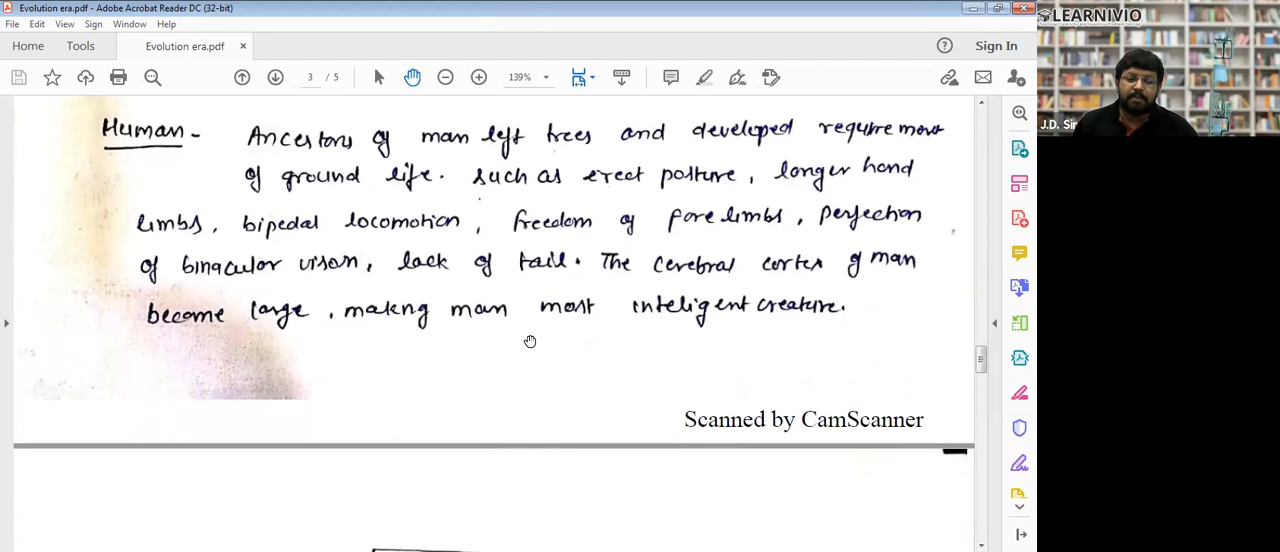 Evolution era.pdf - Adobe Acrobat Reader DC (32-bit)
File Edit View Sign Window Help
Home Tools Evolution era.pdf × Sign In
3 / 5 139%
LEARNIVIO
J.D. Sir
Human - Ancestors of man left trees and developed requirement
of ground life. such as erect posture, longer hand
limbs, bipedal locomotion, freedom of fore limbs, perfection
of binacular vison, lack of tail. The cerebral cortex of man
become large, making man most inteligent creature.
Scanned by CamScanner